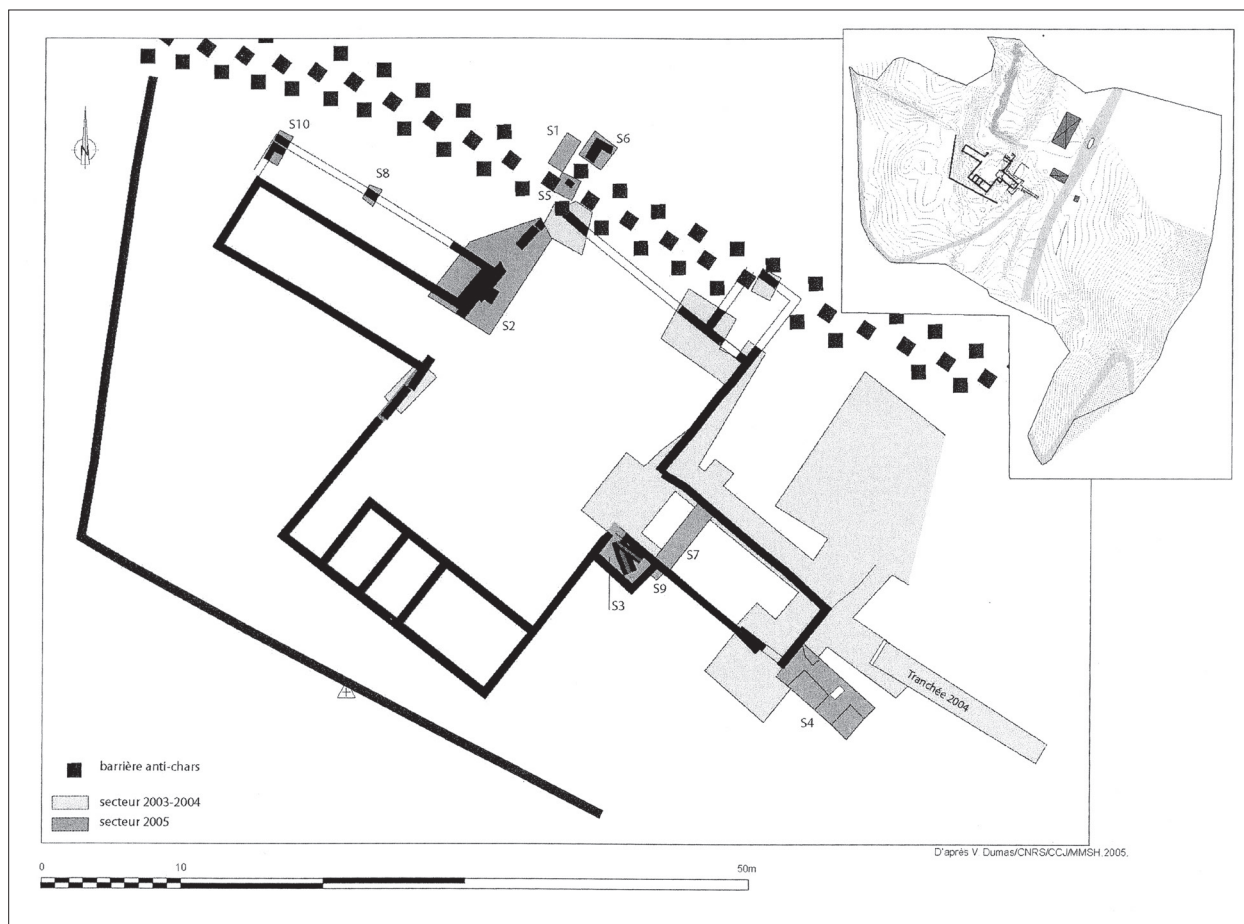 S10
S1
S6
N
S8
S5
S2
S7
S9
S3
Tranchée 2004
S4
barrière anti-chars
secteur 2003-2004
secteur 2005
D'après V. Dumas/CNRS/CCJ/MMSH,2005.
0
10
50m